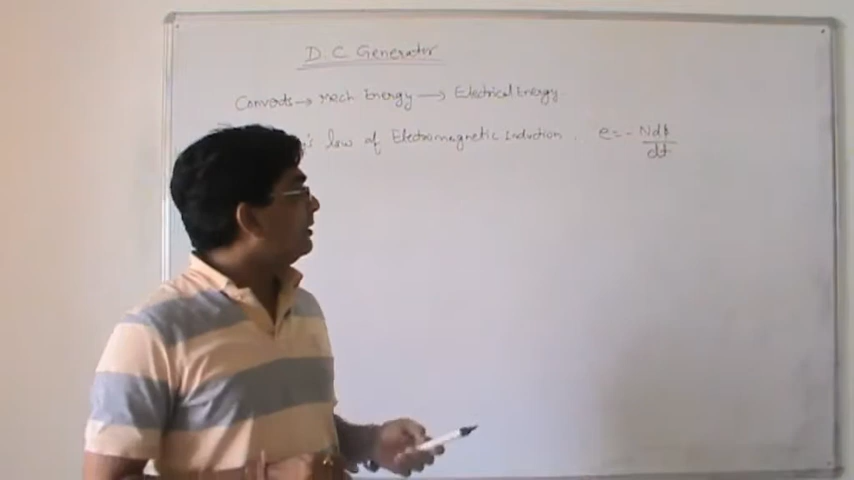 D.C Generator
Converts → Mech Energy → Electrical Energy
law of Electromagnetic Induction. e = - Ndϕ/dt